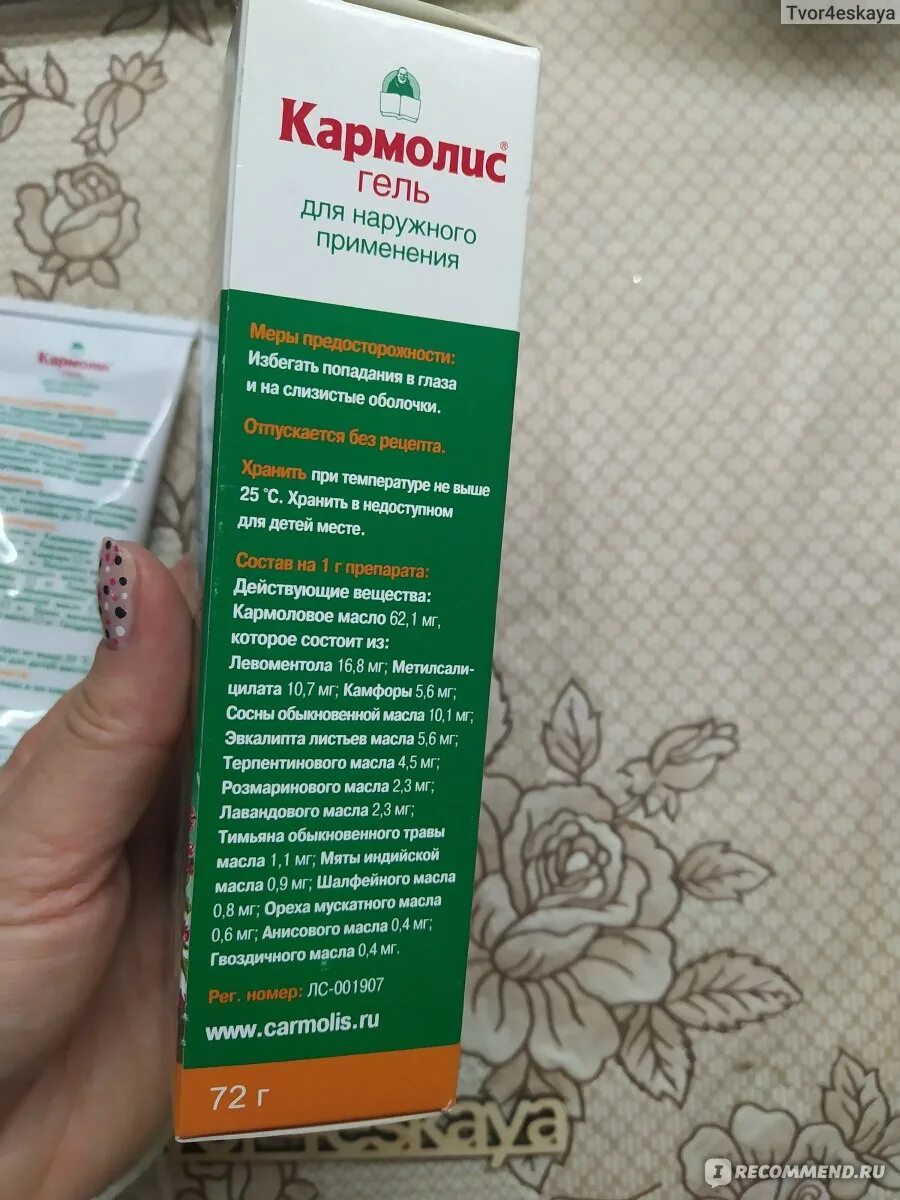 Tvor4eskaya
Кармолис®
гель
для наружного
применения
Меры предосторожности:
Избегать попадания в глаза
и на слизистые оболочки.
Отпускается без рецепта.
Хранить при температуре не выше
25 °С. Хранить в недоступном
для детей месте.
Состав на 1 г препарата:
Действующие вещества:
Кармоловое масло 62,1 мг,
которое состоит из:
Левоментола 16,8 мг; Метилсали-
цилата 10,7 мг; Камфоры 5,6 мг;
Сосны обыкновенной масла 10,1 мг;
Эвкалипта листьев масла 5,6 мг;
Терпентинового масла 4,5 мг;
Розмаринового масла 2,3 мг;
Лавандового масла 2,3 мг;
Тимьяна обыкновенного травы
масла 1,1 мг; Мяты индийской
масла 0,9 мг; Шалфейного масла
0,8 мг; Ореха мускатного масла
0,6 мг; Анисового масла 0,4 мг;
Гвоздичного масла 0,4 мг.
Рег. номер: ЛС-001907
www.carmolis.ru
72 г
Кармолис
гель
IRECOMMEND.RU